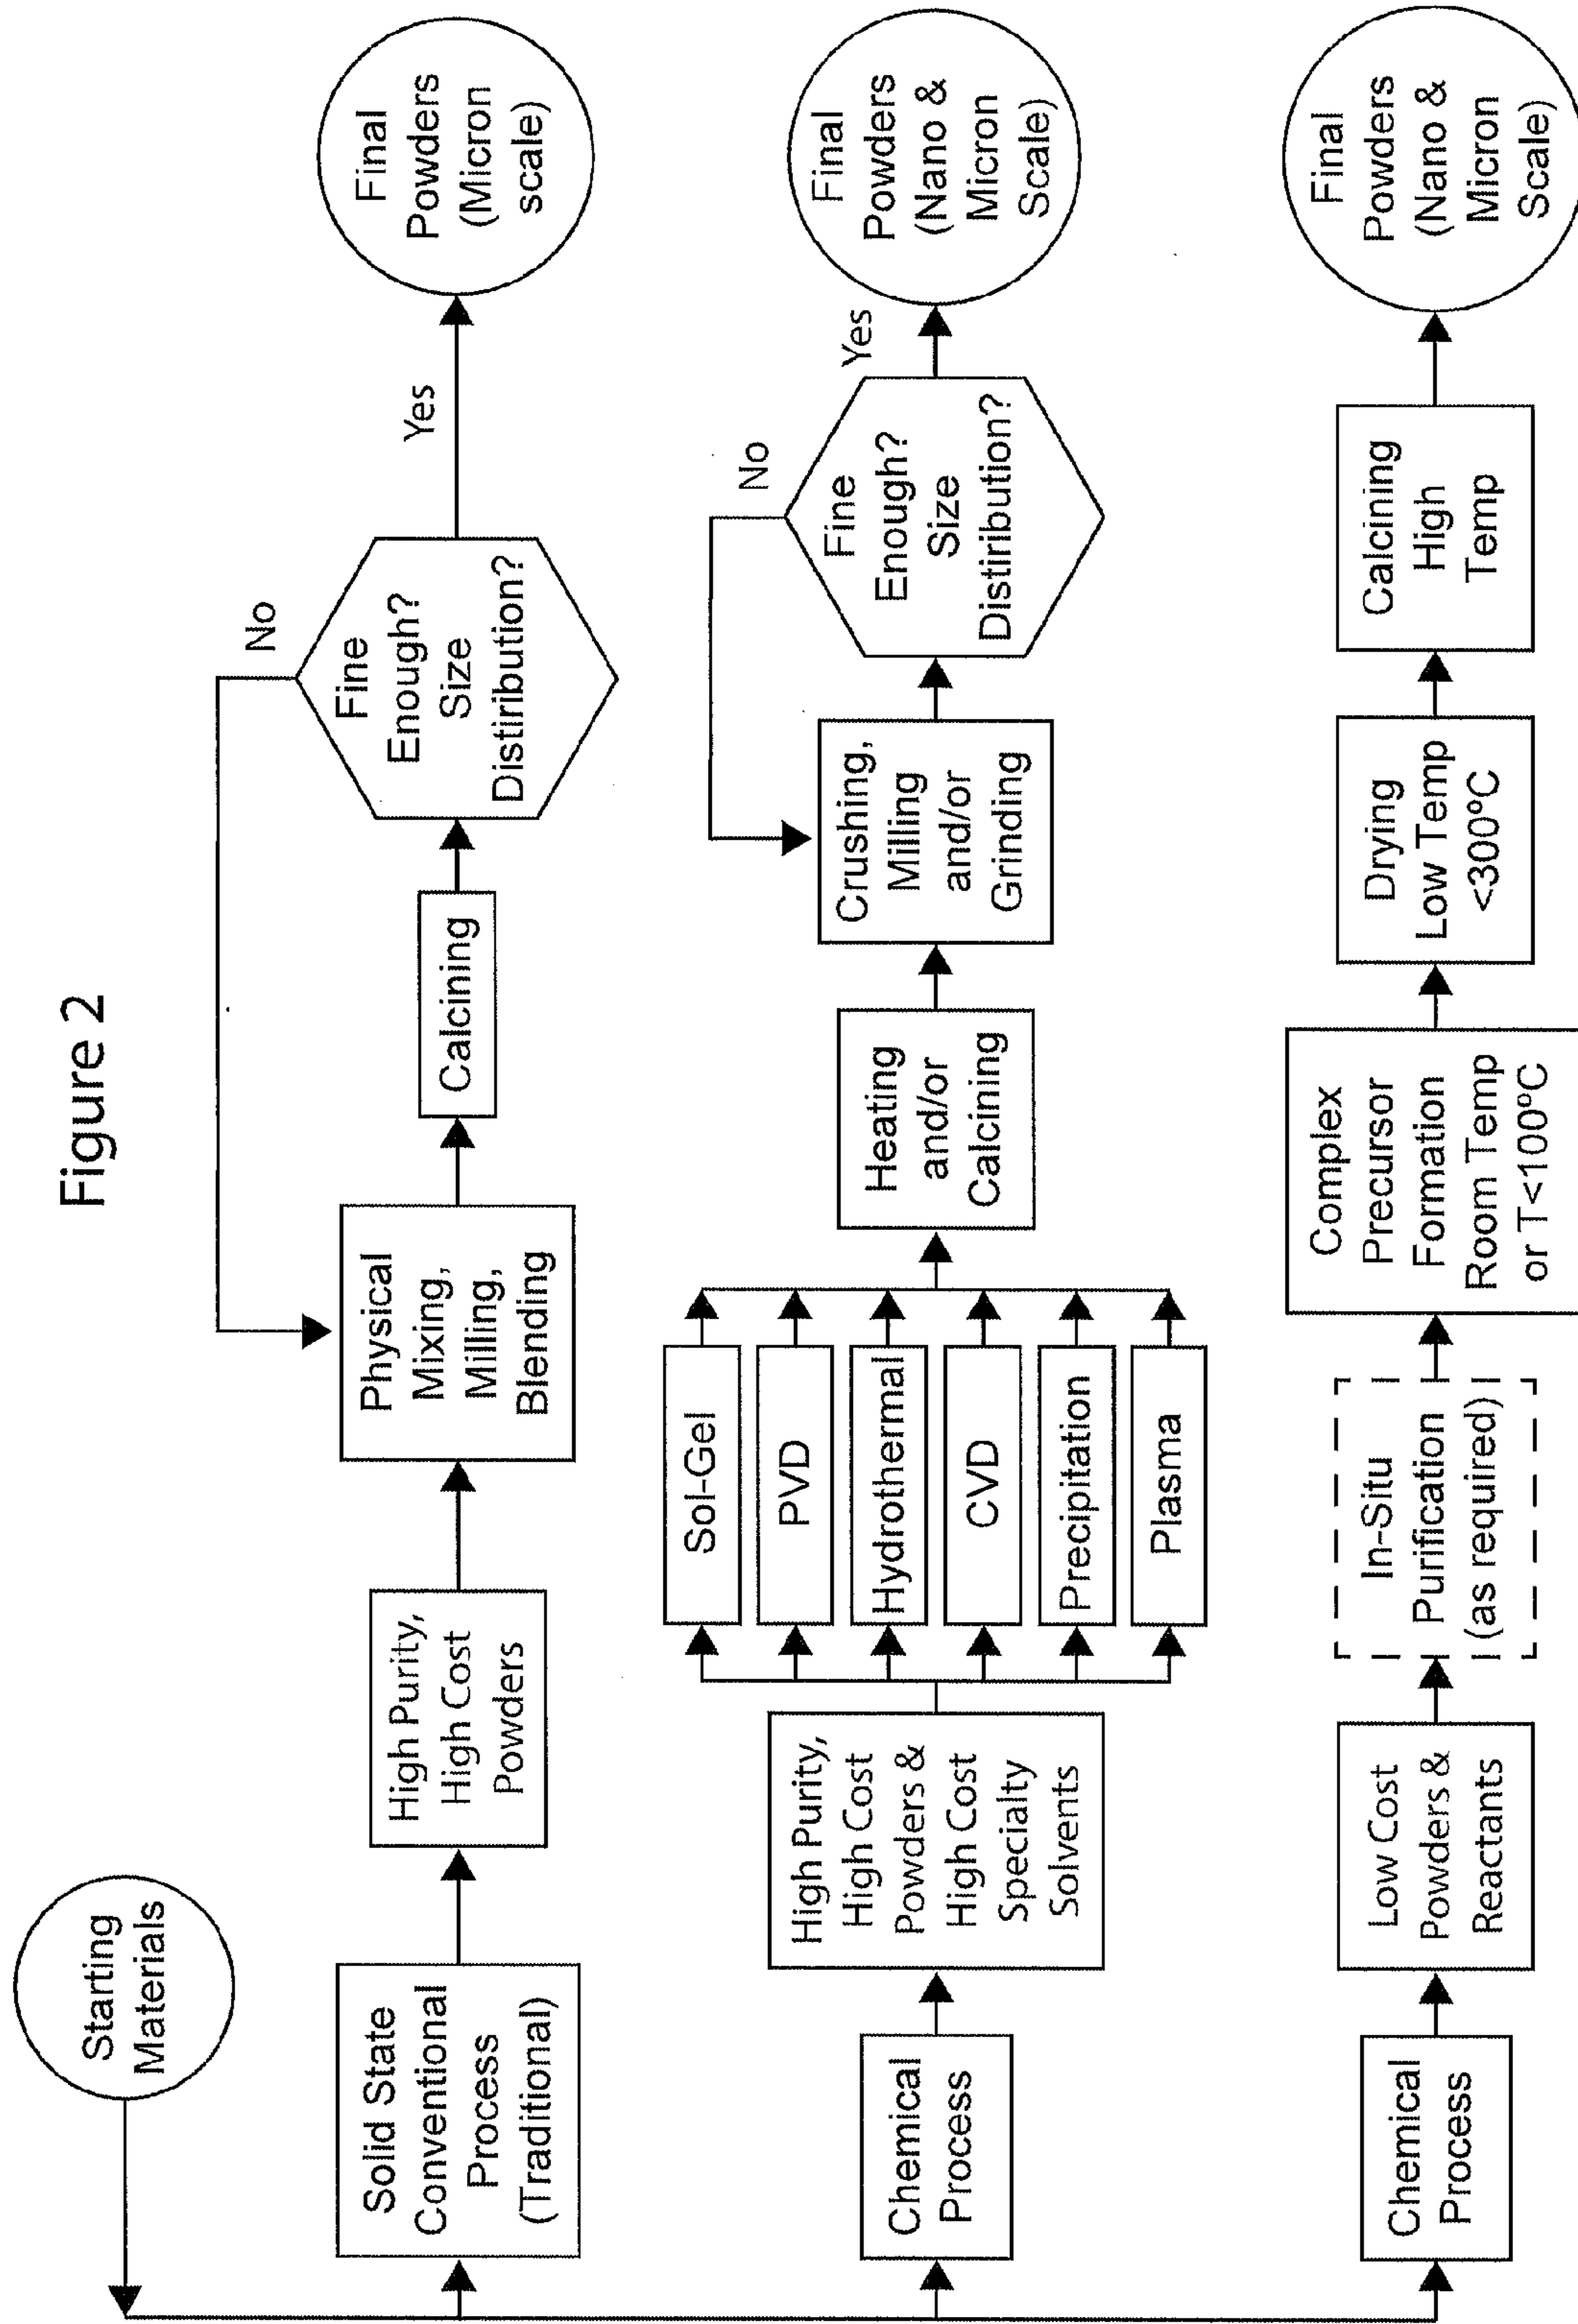 Figure 2
Starting
Materials
Solid State
Conventional
Process
(Traditional)
High Purity,
High Cost
Powders
Physical
Mixing,
Milling,
Blending
Calcining
Fine
Enough?
Size
Distiribution?
No
Yes
Final
Powders
(Micron
scale)
Chemical
Process
High Purity,
High Cost
Powders &
High Cost
Specialty
Solvents
Sol-Gel
PVD
Hydrothermal
CVD
Precipitation
Plasma
Heating
and/or
Calcining
Crushing,
Milling
and/or
Grinding
Fine
Enough?
Size
Distiribution?
No
Yes
Final
Powders
(Nano &
Micron
Scale)
Chemical
Process
Low Cost
Powders &
Reactants
In-Situ
Purification
(as required)
Complex
Precursor
Formation
Room Temp
or T<100ºC
Drying
Low Temp
<300ºC
Calcining
High
Temp
Final
Powders
(Nano &
Micron
Scale)